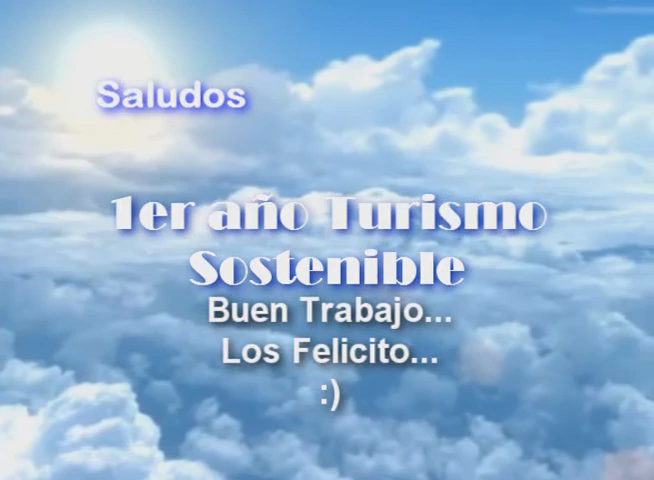 Saludos
1er año Turismo
Sostenible
Buen Trabajo...
Los Felicito...
:)